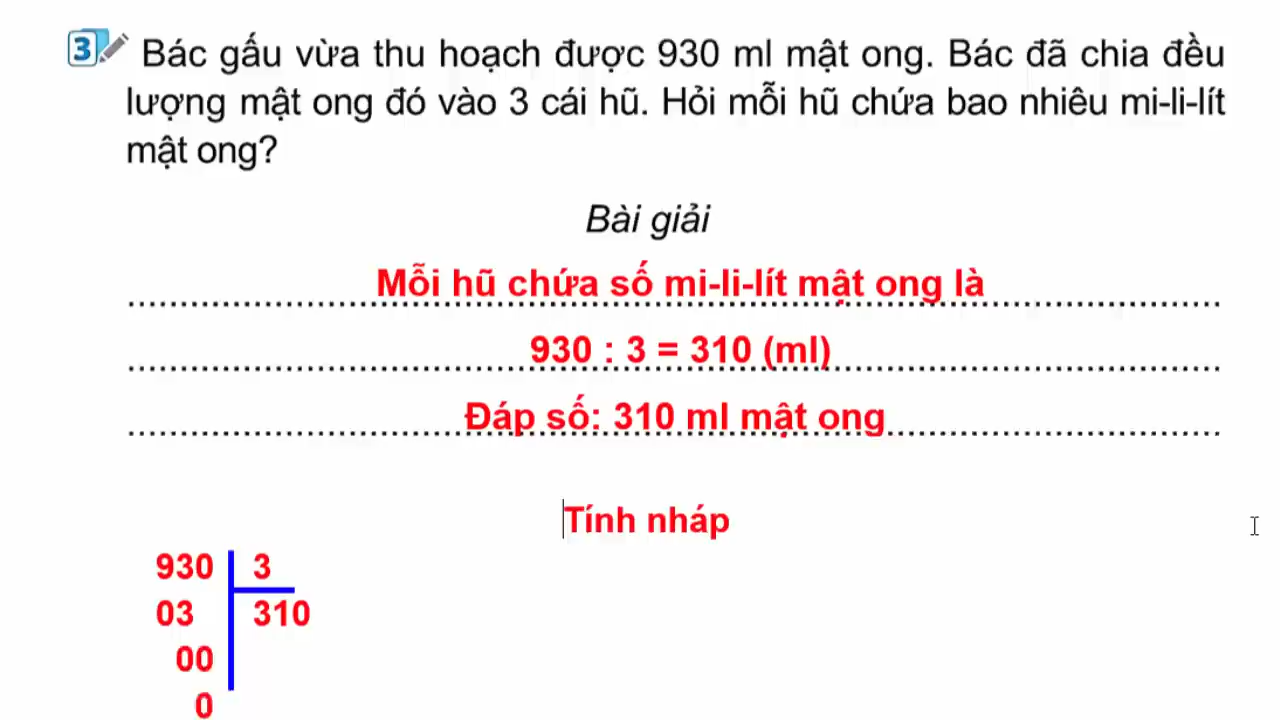 3 Bác gấu vừa thu hoạch được 930 ml mật ong. Bác đã chia đều
lượng mật ong đó vào 3 cái hũ. Hỏi mỗi hũ chứa bao nhiêu mi-li-lít
mật ong?
Bài giải
Mỗi hũ chứa số mi-li-lít mật ong là
930 : 3 = 310 (ml)
Đáp số: 310 ml mật ong
Tính nháp
930 3
03 310
00
0